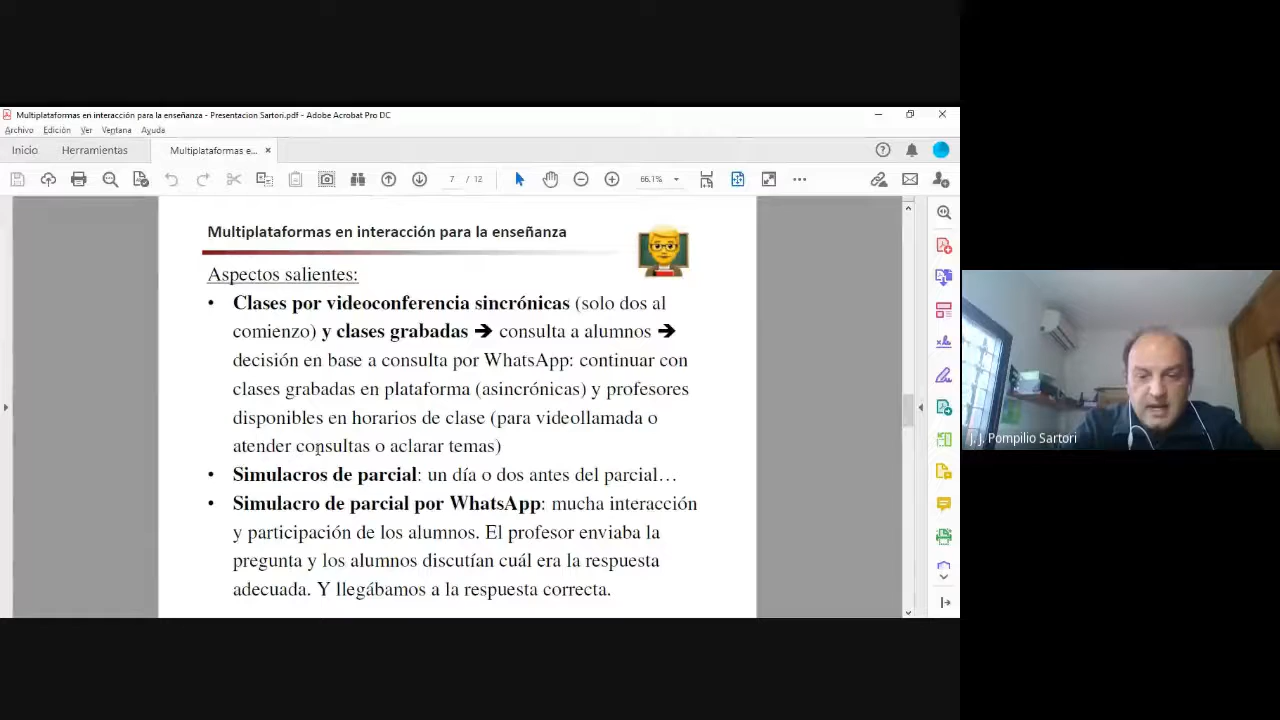 Multiplataformas en interacción para la enseñanza - Presentacion Sartori.pdf - Adobe Acrobat Pro DC
Archivo Edición Ver Ventana Ayuda
Inicio Herramientas Multiplataformas e... ×
7 / 12 66.1%
Multiplataformas en interacción para la enseñanza
Aspectos salientes:
• Clases por videoconferencia sincrónicas (solo dos al
comienzo) y clases grabadas ➔ consulta a alumnos ➔
decisión en base a consulta por WhatsApp: continuar con
clases grabadas en plataforma (asincrónicas) y profesores
disponibles en horarios de clase (para videollamada o
atender consultas o aclarar temas)
• Simulacros de parcial: un día o dos antes del parcial…
• Simulacro de parcial por WhatsApp: mucha interacción
y participación de los alumnos. El profesor enviaba la
pregunta y los alumnos discutían cuál era la respuesta
adecuada. Y llegábamos a la respuesta correcta.
J. J. Pompilio Sartori